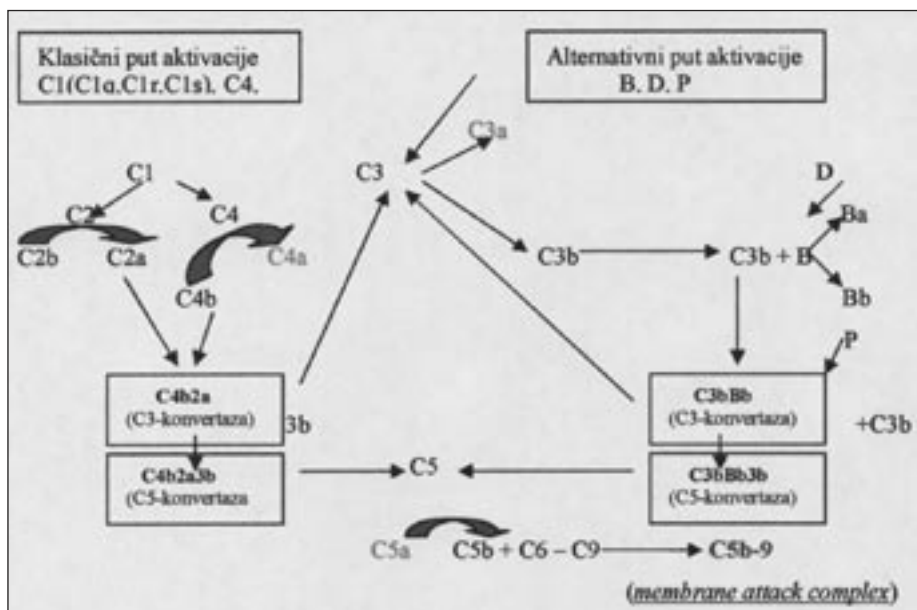 Klasični put aktivacije
C1(C1q,C1r,C1s), C4,
Alternativni put aktivacije
B, D, P
C3a
C1
C3
D
C2
C4
Ba
C2b
C2a
C4a
C3b
C3b + B
C4b
Bb
P
C4b2a
(C3-konvertaza)
3b
C3bBb
(C3-konvertaza)
+C3b
C4b2a3b
(C5-konvertaza
C5
C3bBb3b
(C5-konvertaza)
C5a
C5b + C6 – C9
C5b-9
(membrane attack complex)